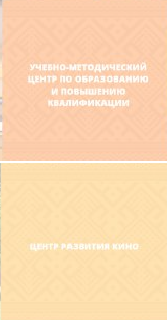 УЧЕБНО-МЕТОДИЧЕСКИЙ
ЦЕНТР ПО ОБРАЗОВАНИЮ
И ПОВЫШЕНИЮ
КВАЛИФИКАЦИИ
ЦЕНТР РАЗВИТИЯ КИНО